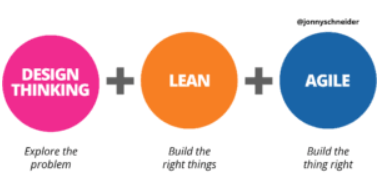 @jonnyschneider
DESIGN
THINKING
+
LEAN
+
AGILE
Explore the
problem
Build the
right things
Build the
thing right